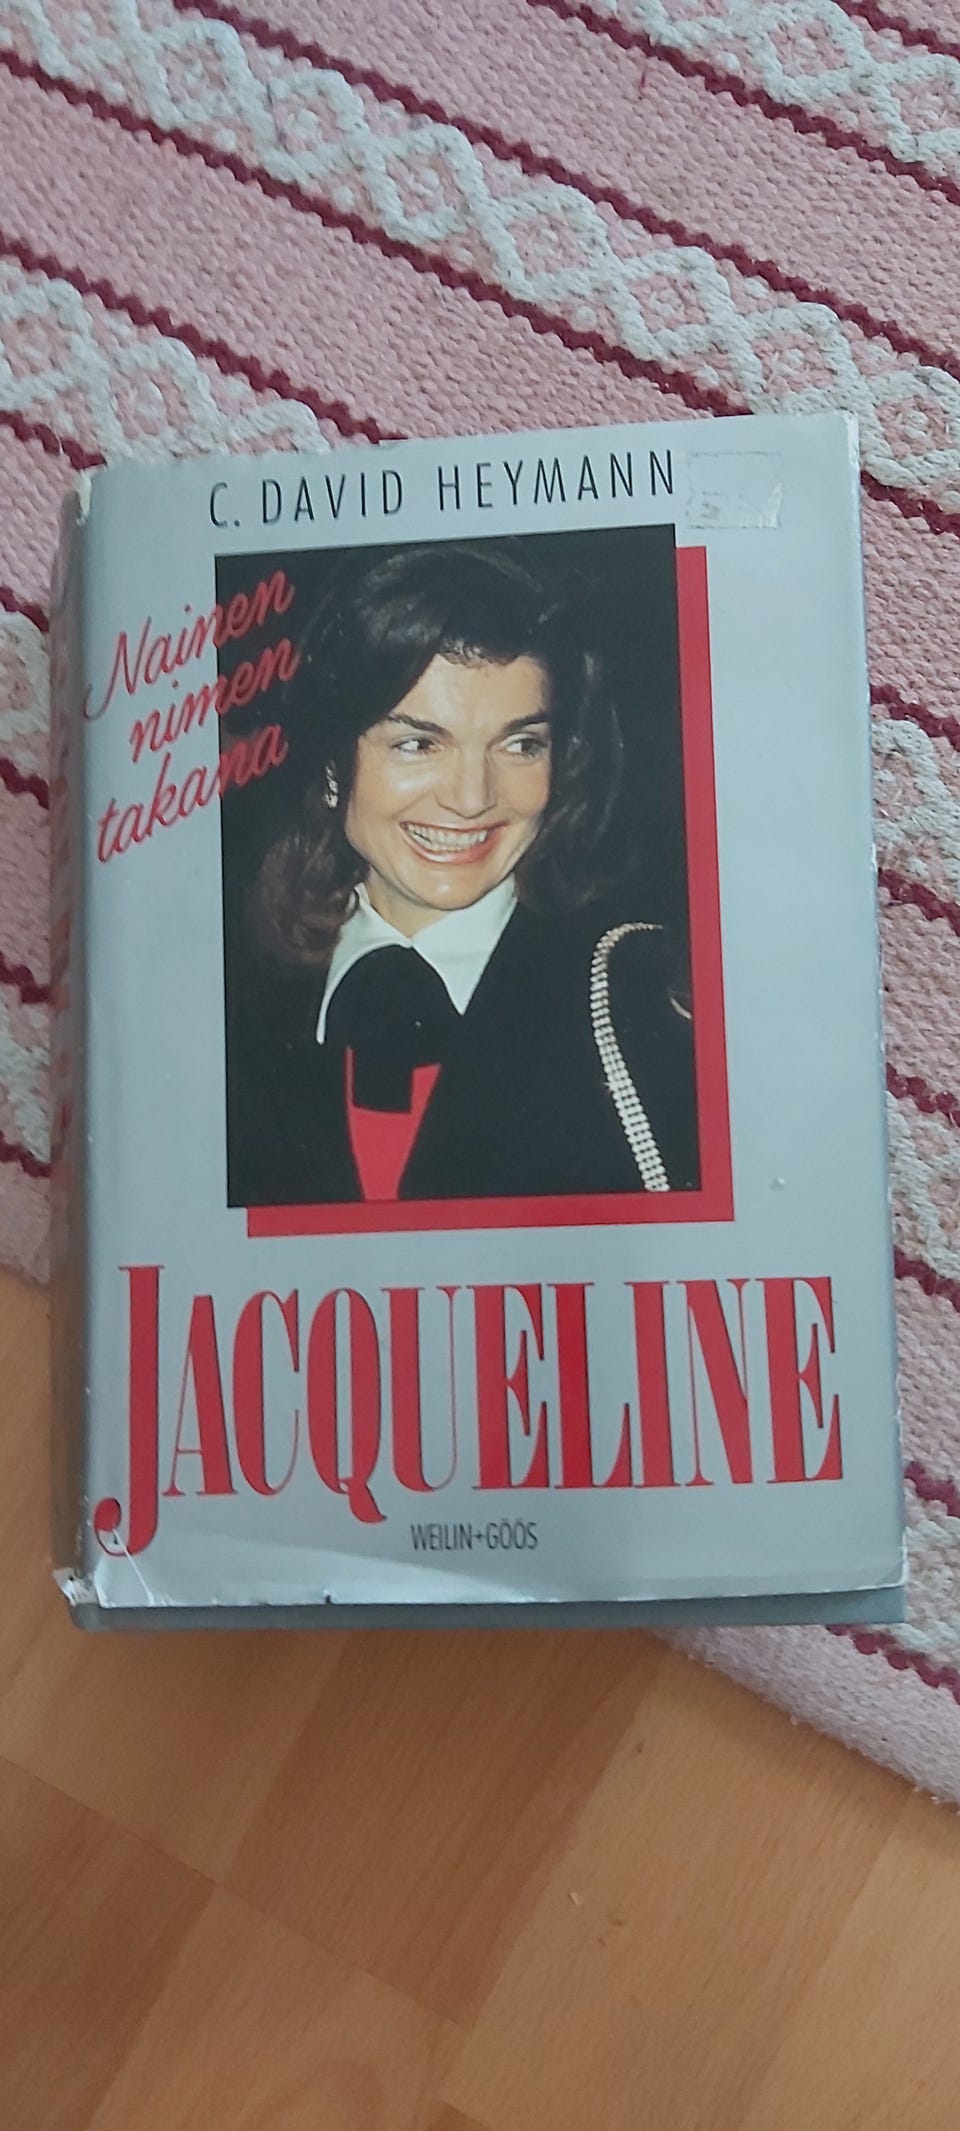 C. DAVID HEYMANN
Nainen
nimen
takana
JACQUELINE
WEILIN+GÖÖS